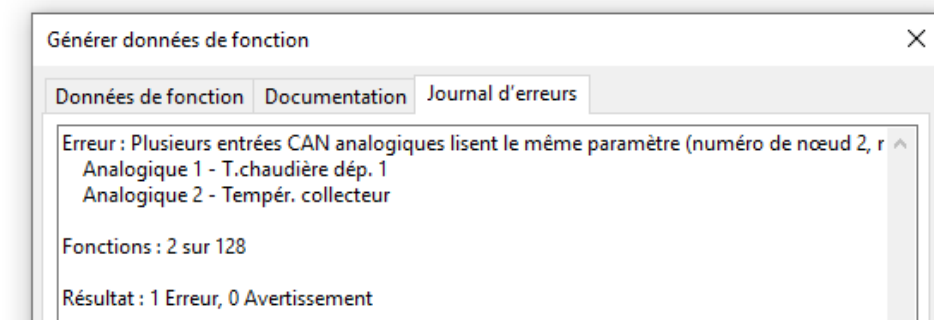 Générer données de fonction
Données de fonction Documentation Journal d'erreurs
Erreur : Plusieurs entrées CAN analogiques lisent le même paramètre (numéro de nœud 2,
Analogique 1 - T.chaudière dép. 1
Analogique 2 - Tempér. collecteur
Fonctions : 2 sur 128
Résultat : 1 Erreur, 0 Avertissement